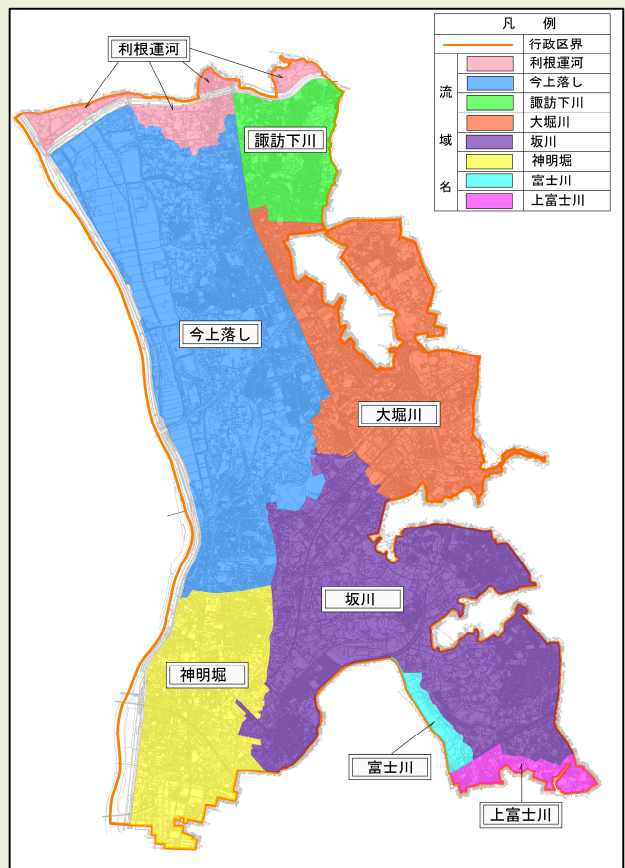 凡 例
行政区界
流域名
利根運河
今上落し
諏訪下川
大堀川
坂川
神明堀
富士川
上富士川
利根運河
諏訪下川
今上落し
大堀川
坂川
神明堀
富士川
上富士川